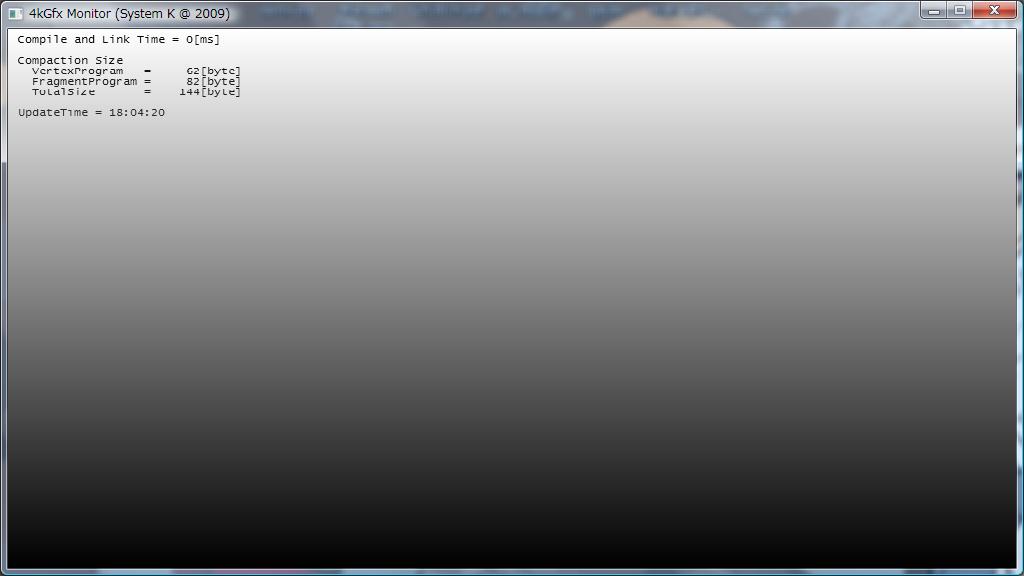 4kGfx Monitor (System K @ 2009)
Compile and Link Time = 0[ms]
Compaction Size
VertexProgram = 62[byte]
FragmentProgram = 82[byte]
TotalSize = 144[byte]
UpdateTime = 18:04:20